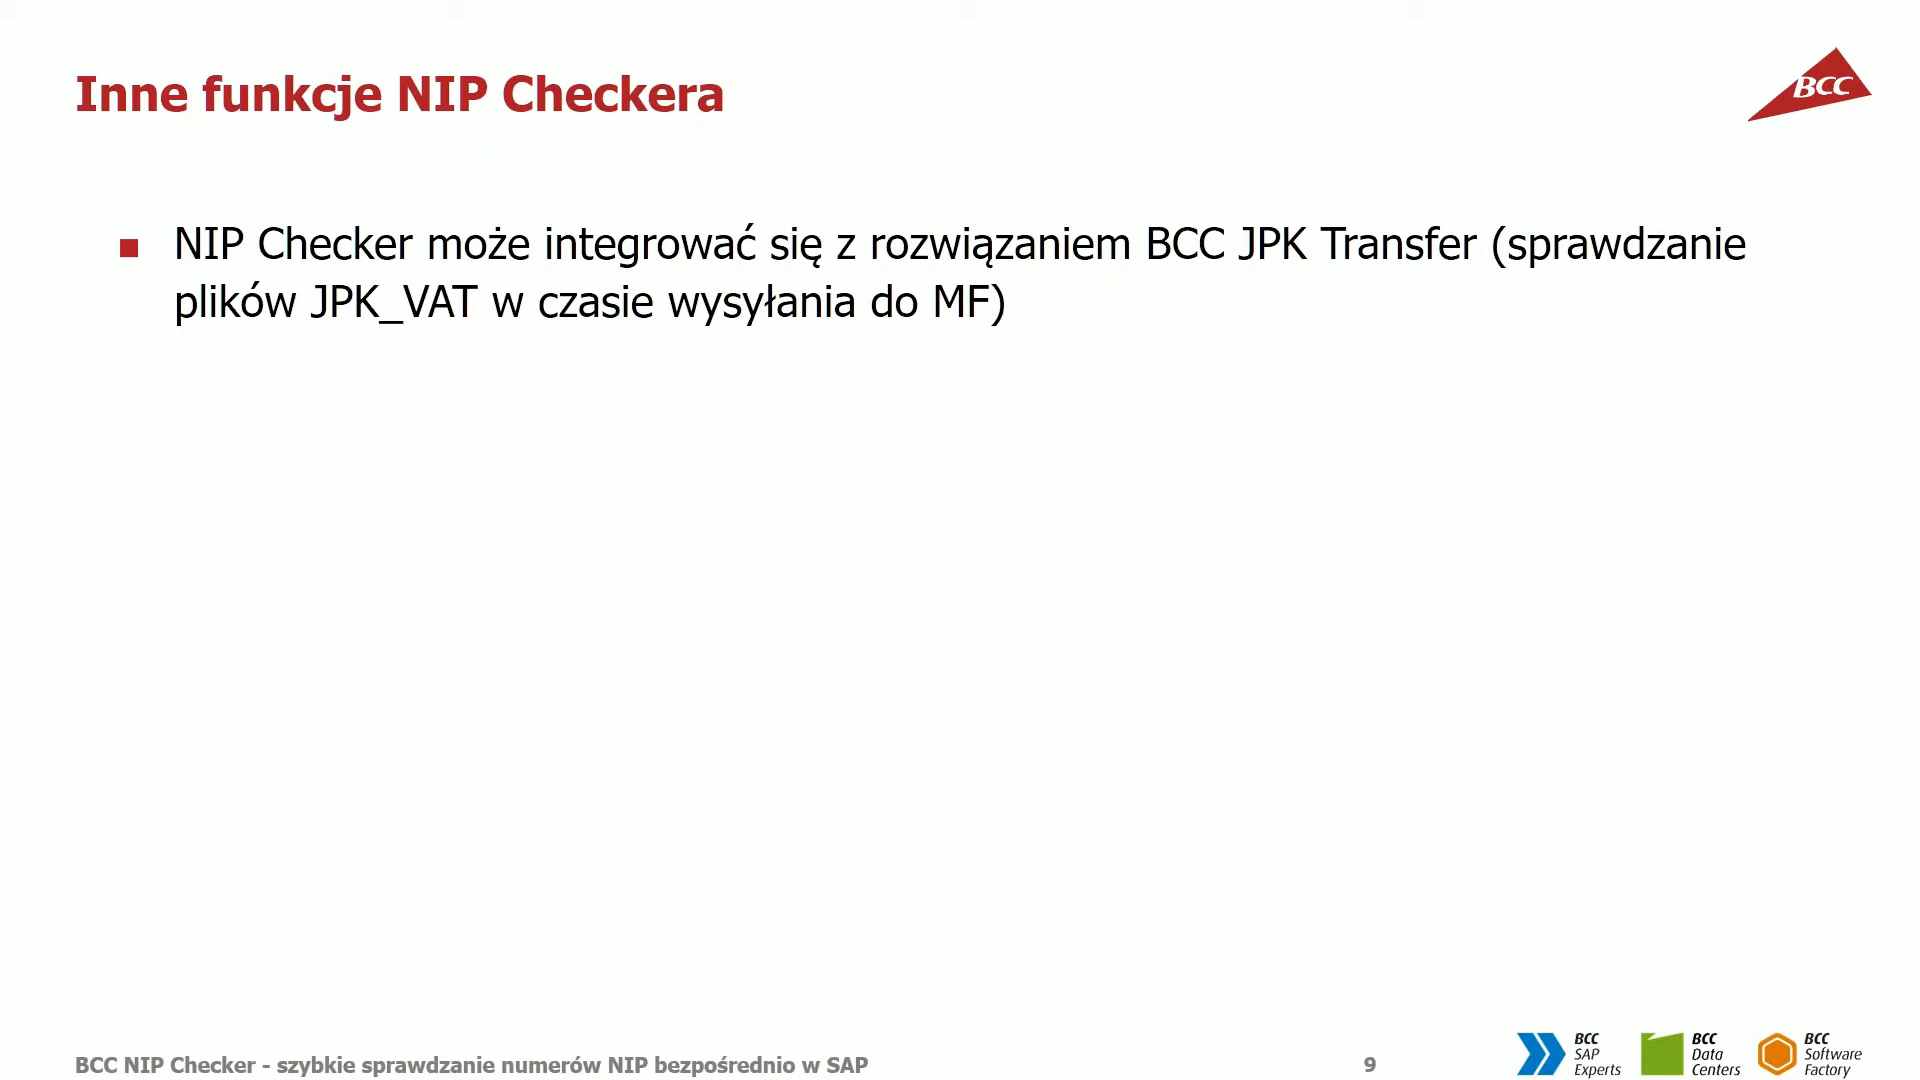 Inne funkcje NIP Checkera
BCC
NIP Checker może integrować się z rozwiązaniem BCC JPK Transfer (sprawdzanie
plików JPK_VAT w czasie wysyłania do MF)
BCC NIP Checker - szybkie sprawdzanie numerów NIP bezpośrednio w SAP
9
BCC
SAP
Experts
BCC
Data
Centers
BCC
Software
Factory